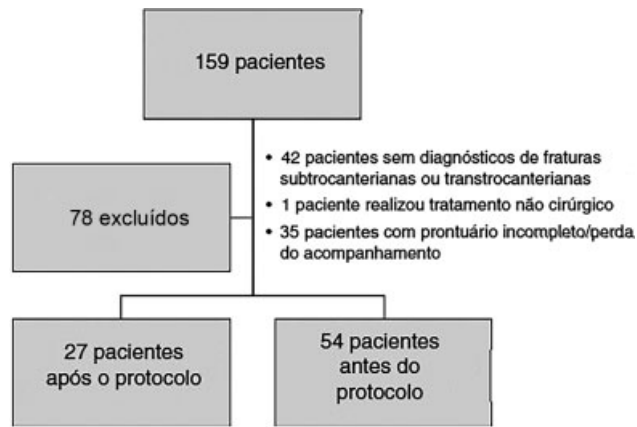 159 pacientes
• 42 pacientes sem diagnósticos de fraturas
subtrocanterianas ou transtrocanterianas
• 1 paciente realizou tratamento não cirúrgico
• 35 pacientes com prontuário incompleto/perda
do acompanhamento
78 excluídos
27 pacientes
após o protocolo
54 pacientes
antes do
protocolo